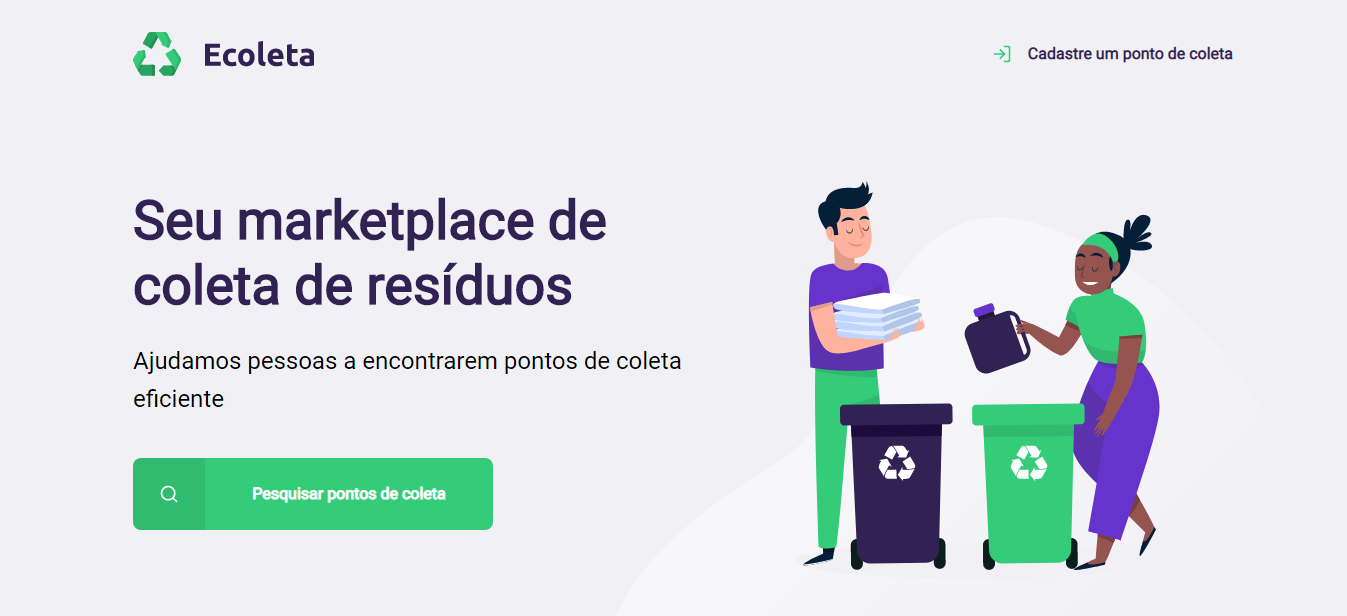 Ecoleta
Cadastre um ponto de coleta
Seu marketplace de
coleta de resíduos
Ajudamos pessoas a encontrarem pontos de coleta
eficiente
Pesquisar pontos de coleta